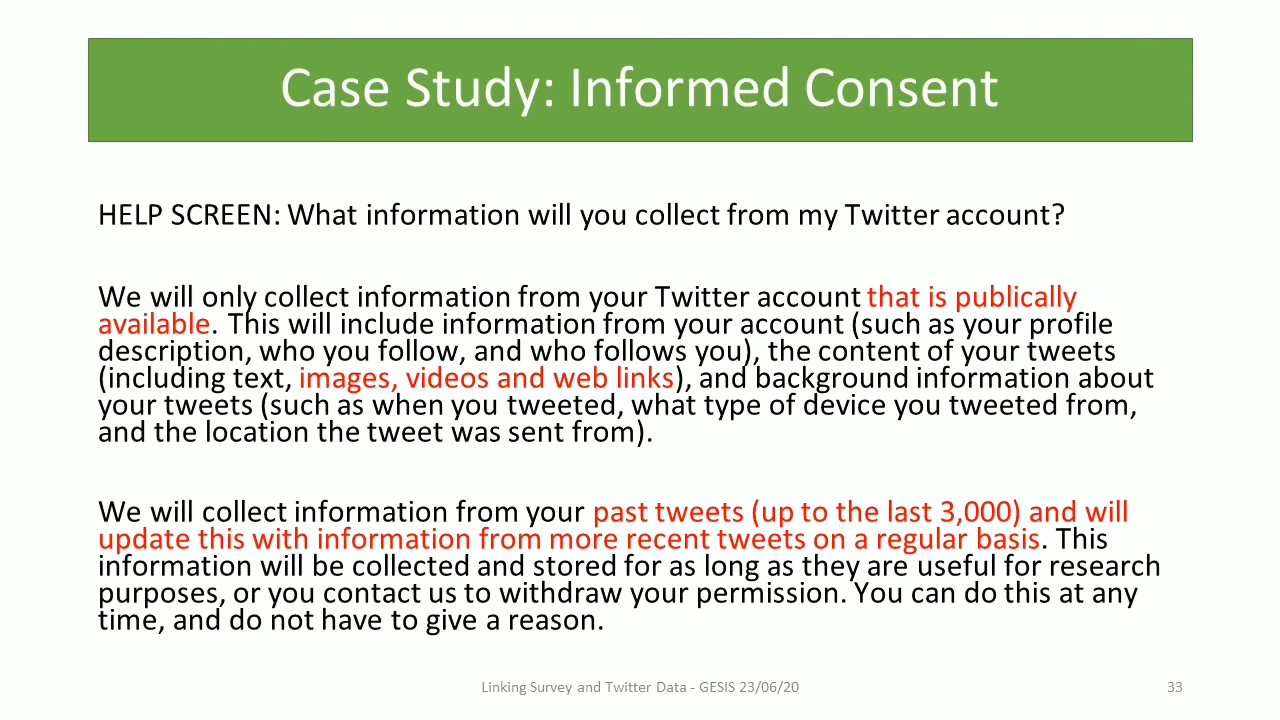 Case Study: Informed Consent
HELP SCREEN: What information will you collect from my Twitter account?
We will only collect information from your Twitter account that is publically
available. This will include information from your account (such as your profile
description, who you follow, and who follows you), the content of your tweets
(including text, images, videos and web links), and background information about
your tweets (such as when you tweeted, what type of device you tweeted from,
and the location the tweet was sent from).
We will collect information from your past tweets (up to the last 3,000) and will
update this with information from more recent tweets on a regular basis. This
information will be collected and stored for as long as they are useful for research
purposes, or you contact us to withdraw your permission. You can do this at any
time, and do not have to give a reason.
Linking Survey and Twitter Data - GESIS 23/06/20
33